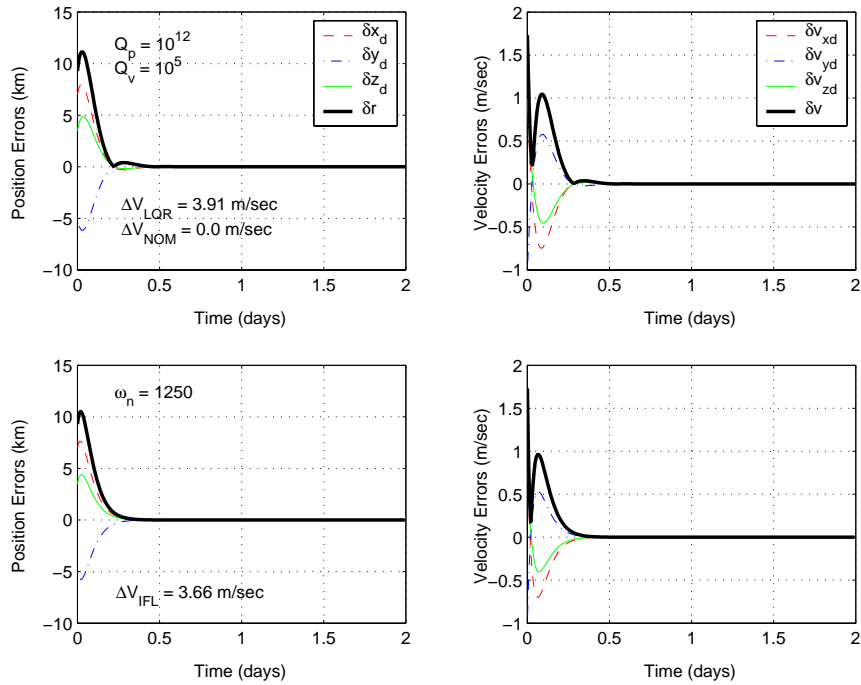 15
10
5
0
−5
−10
0
0.5
1
1.5
2
Position Errors (km)
Time (days)
Q_p = 10^12
Q_v = 10^5
ΔV_LQR = 3.91 m/sec
ΔV_NOM = 0.0 m/sec
δx_d
δy_d
δz_d
δr
2
1.5
1
0.5
0
−0.5
−1
0
0.5
1
1.5
2
Velocity Errors (m/sec)
Time (days)
δv_xd
δv_yd
δv_zd
δv
15
10
5
0
−5
−10
0
0.5
1
1.5
2
Position Errors (km)
Time (days)
ω_n = 1250
ΔV_IFL = 3.66 m/sec
2
1.5
1
0.5
0
−0.5
−1
0
0.5
1
1.5
2
Velocity Errors (m/sec)
Time (days)